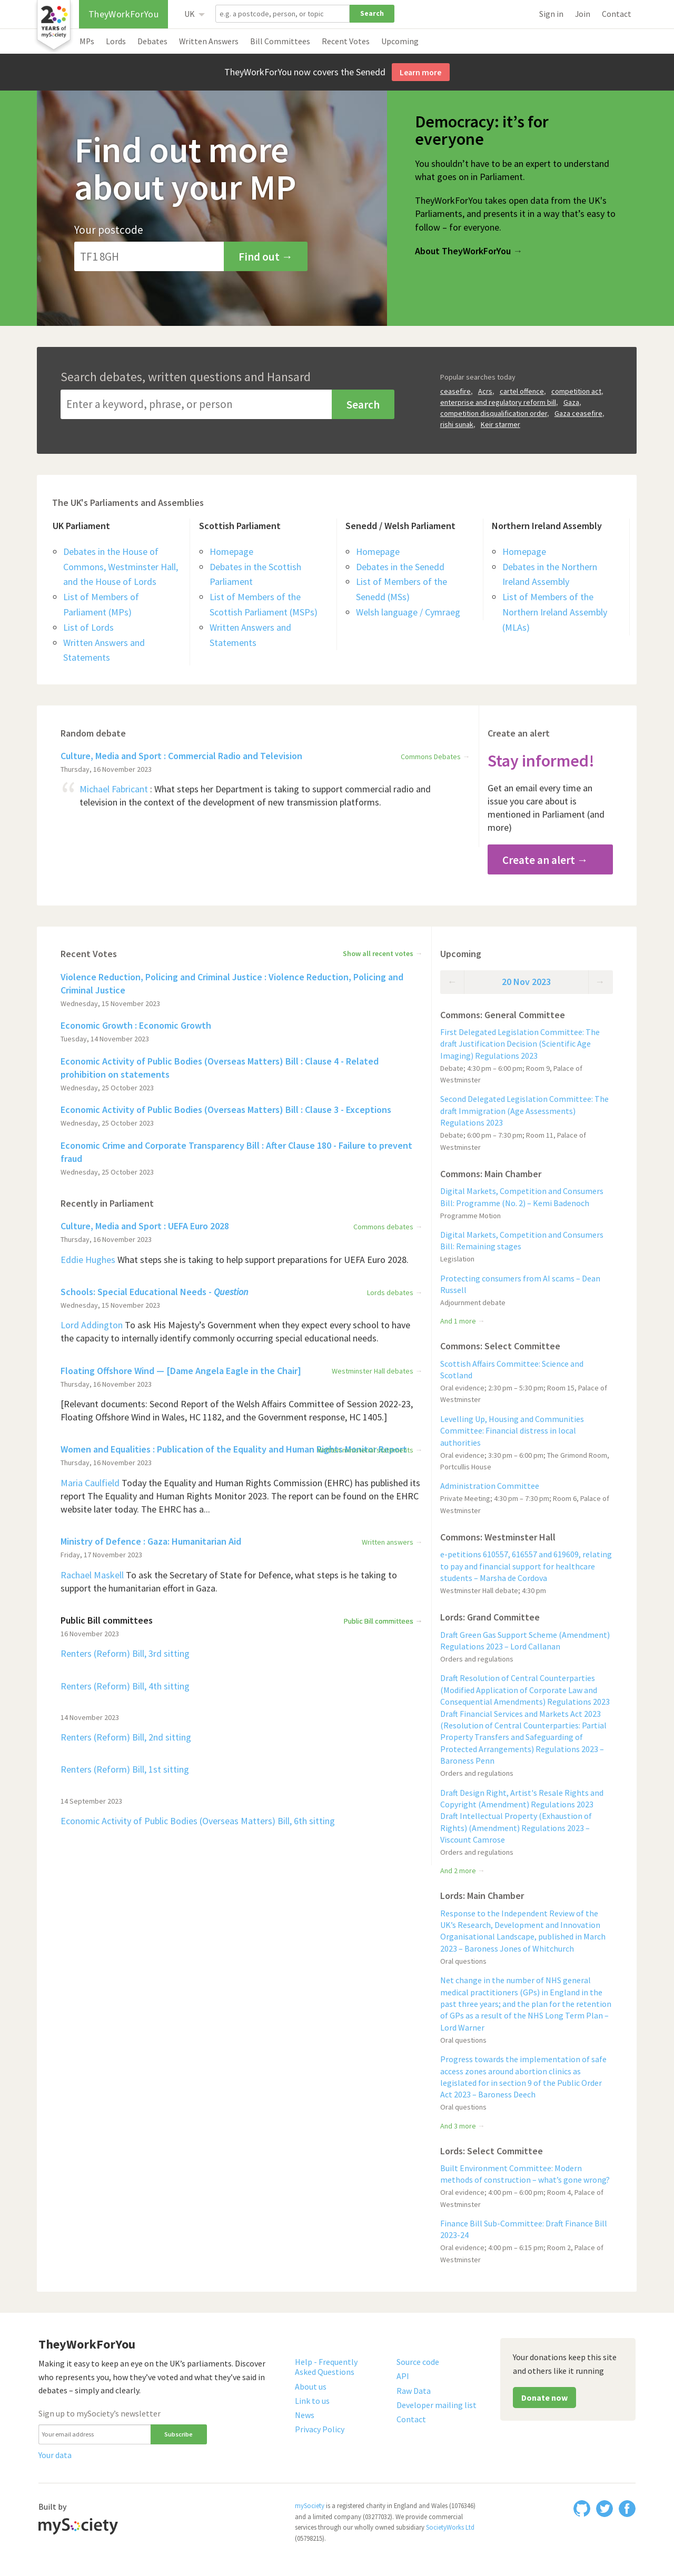 20
YEARS of
mySociety
TheyWorkForYou
UK
e.g. a postcode, person, or topic
Search
Sign in
Join
Contact
MPs
Lords
Debates
Written Answers
Bill Committees
Recent Votes
Upcoming
TheyWorkForYou now covers the Senedd
Learn more
Find out more
about your MP
Your postcode
TF1 8GH
Find out →
Democracy: it’s for
everyone
You shouldn’t have to be an expert to understand
what goes on in Parliament.
TheyWorkForYou takes open data from the UK’s
Parliaments, and presents it in a way that’s easy to
follow – for everyone.
About TheyWorkForYou →
Search debates, written questions and Hansard
Enter a keyword, phrase, or person
Search
Popular searches today
ceasefire, Acrs, cartel offence, competition act,
enterprise and regulatory reform bill, Gaza,
competition disqualification order, Gaza ceasefire,
rishi sunak, Keir starmer
The UK's Parliaments and Assemblies
UK Parliament
Debates in the House of
Commons, Westminster Hall,
and the House of Lords
List of Members of
Parliament (MPs)
List of Lords
Written Answers and
Statements
Scottish Parliament
Homepage
Debates in the Scottish
Parliament
List of Members of the
Scottish Parliament (MSPs)
Written Answers and
Statements
Senedd / Welsh Parliament
Homepage
Debates in the Senedd
List of Members of the
Senedd (MSs)
Welsh language / Cymraeg
Northern Ireland Assembly
Homepage
Debates in the Northern
Ireland Assembly
List of Members of the
Northern Ireland Assembly
(MLAs)
Random debate
Culture, Media and Sport : Commercial Radio and Television
Commons Debates →
Thursday, 16 November 2023
“ Michael Fabricant : What steps her Department is taking to support commercial radio and
television in the context of the development of new transmission platforms.
Create an alert
Stay informed!
Get an email every time an
issue you care about is
mentioned in Parliament (and
more)
Create an alert →
Recent Votes
Show all recent votes →
Violence Reduction, Policing and Criminal Justice : Violence Reduction, Policing and
Criminal Justice
Wednesday, 15 November 2023
Economic Growth : Economic Growth
Tuesday, 14 November 2023
Economic Activity of Public Bodies (Overseas Matters) Bill : Clause 4 - Related
prohibition on statements
Wednesday, 25 October 2023
Economic Activity of Public Bodies (Overseas Matters) Bill : Clause 3 - Exceptions
Wednesday, 25 October 2023
Economic Crime and Corporate Transparency Bill : After Clause 180 - Failure to prevent
fraud
Wednesday, 25 October 2023
Recently in Parliament
Culture, Media and Sport : UEFA Euro 2028
Commons debates →
Thursday, 16 November 2023
Eddie Hughes What steps she is taking to help support preparations for UEFA Euro 2028.
Schools: Special Educational Needs - Question
Lords debates →
Wednesday, 15 November 2023
Lord Addington To ask His Majesty’s Government when they expect every school to have
the capacity to internally identify commonly occurring special educational needs.
Floating Offshore Wind — [Dame Angela Eagle in the Chair]
Westminster Hall debates →
Thursday, 16 November 2023
[Relevant documents: Second Report of the Welsh Affairs Committee of Session 2022-23,
Floating Offshore Wind in Wales, HC 1182, and the Government response, HC 1405.]
Women and Equalities : Publication of the Equality and Human Rights Monitor Report
Thursday, 16 November 2023
Maria Caulfield Today the Equality and Human Rights Commission (EHRC) has published its
report The Equality and Human Rights Monitor 2023. The report can be found on the EHRC
website later today. The EHRC has a...
Ministry of Defence : Gaza: Humanitarian Aid
Written answers →
Friday, 17 November 2023
Rachael Maskell To ask the Secretary of State for Defence, what steps is he taking to
support the humanitarian effort in Gaza.
Public Bill committees
Public Bill committees →
16 November 2023
Renters (Reform) Bill, 3rd sitting
Renters (Reform) Bill, 4th sitting
14 November 2023
Renters (Reform) Bill, 2nd sitting
Renters (Reform) Bill, 1st sitting
14 September 2023
Economic Activity of Public Bodies (Overseas Matters) Bill, 6th sitting
Upcoming
← 20 Nov 2023 →
Commons: General Committee
First Delegated Legislation Committee: The
draft Justification Decision (Scientific Age
Imaging) Regulations 2023
Debate; 4:30 pm – 6:00 pm; Room 9, Palace of
Westminster
Second Delegated Legislation Committee: The
draft Immigration (Age Assessments)
Regulations 2023
Debate; 6:00 pm – 7:30 pm; Room 11, Palace of
Westminster
Commons: Main Chamber
Digital Markets, Competition and Consumers
Bill: Programme (No. 2) – Kemi Badenoch
Programme Motion
Digital Markets, Competition and Consumers
Bill: Remaining stages
Legislation
Protecting consumers from AI scams – Dean
Russell
Adjournment debate
And 1 more →
Commons: Select Committee
Scottish Affairs Committee: Science and
Scotland
Oral evidence; 2:30 pm – 5:30 pm; Room 15, Palace of
Westminster
Levelling Up, Housing and Communities
Committee: Financial distress in local
authorities
Oral evidence; 3:30 pm – 6:00 pm; The Grimond Room,
Portcullis House
Administration Committee
Private Meeting; 4:30 pm – 7:30 pm; Room 6, Palace of
Westminster
Commons: Westminster Hall
e-petitions 610557, 616557 and 619609, relating
to pay and financial support for healthcare
students – Marsha de Cordova
Westminster Hall debate; 4:30 pm
Lords: Grand Committee
Draft Green Gas Support Scheme (Amendment)
Regulations 2023 – Lord Callanan
Orders and regulations
Draft Resolution of Central Counterparties
(Modified Application of Corporate Law and
Consequential Amendments) Regulations 2023
Draft Financial Services and Markets Act 2023
(Resolution of Central Counterparties: Partial
Property Transfers and Safeguarding of
Protected Arrangements) Regulations 2023 –
Baroness Penn
Orders and regulations
Draft Design Right, Artist's Resale Rights and
Copyright (Amendment) Regulations 2023
Draft Intellectual Property (Exhaustion of
Rights) (Amendment) Regulations 2023 –
Viscount Camrose
Orders and regulations
And 2 more →
Lords: Main Chamber
Response to the Independent Review of the
UK’s Research, Development and Innovation
Organisational Landscape, published in March
2023 – Baroness Jones of Whitchurch
Oral questions
Net change in the number of NHS general
medical practitioners (GPs) in England in the
past three years; and the plan for the retention
of GPs as a result of the NHS Long Term Plan –
Lord Warner
Oral questions
Progress towards the implementation of safe
access zones around abortion clinics as
legislated for in section 9 of the Public Order
Act 2023 – Baroness Deech
Oral questions
And 3 more →
Lords: Select Committee
Built Environment Committee: Modern
methods of construction – what’s gone wrong?
Oral evidence; 4:00 pm – 6:00 pm; Room 4, Palace of
Westminster
Finance Bill Sub-Committee: Draft Finance Bill
2023-24
Oral evidence; 4:00 pm – 6:15 pm; Room 2, Palace of
Westminster
TheyWorkForYou
Making it easy to keep an eye on the UK’s parliaments. Discover
who represents you, how they’ve voted and what they’ve said in
debates – simply and clearly.
Sign up to mySociety’s newsletter
Your email address
Subscribe
Your data
Help - Frequently
Asked Questions
About us
Link to us
News
Privacy Policy
Source code
API
Raw Data
Developer mailing list
Contact
Your donations keep this site
and others like it running
Donate now
Built by
mySociety
mySociety is a registered charity in England and Wales (1076346)
and a limited company (03277032). We provide commercial
services through our wholly owned subsidiary SocietyWorks Ltd
(05798215).